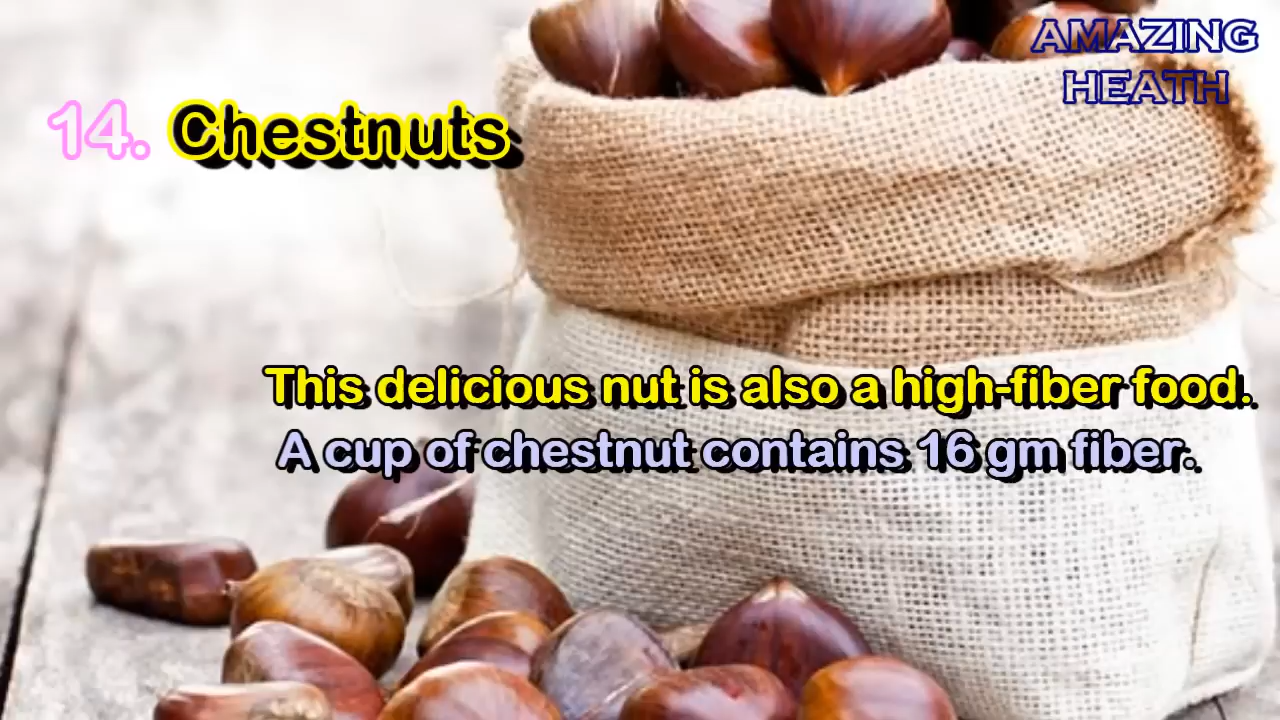 AMAZING
HEATH
14. Chestnuts
This delicious nut is also a high-fiber food.
A cup of chestnut contains 16 gm fiber.